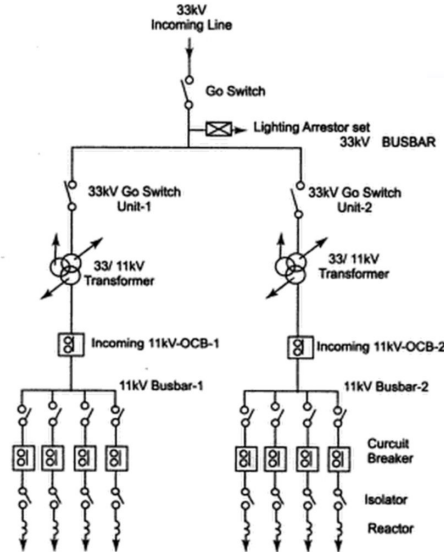 33kV
Incoming Line
Go Switch
Lighting Arrestor set
33kV BUSBAR
33kV Go Switch
Unit-1
33kV Go Switch
Unit-2
33/ 11kV
Transformer
33/ 11kV
Transformer
Incoming 11kV-OCB-1
Incoming 11kV-OCB-2
11kV Busbar-1
11kV Busbar-2
Curcuit
Breaker
Isolator
Reactor